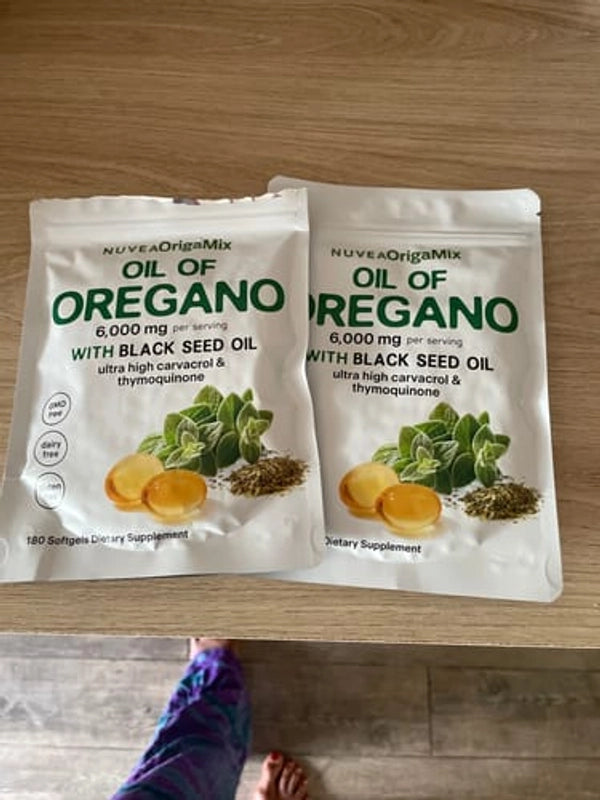 NUVEAOrigaMix
OIL OF
OREGANO
6,000 mg per serving
WITH BLACK SEED OIL
ultra high carvacrol &
thymoquinone
GMO
free
dairy
free
180 Softgels Dietary Supplement
NUVEAOrigaMix
OIL OF
OREGANO
6,000 mg per serving
WITH BLACK SEED OIL
ultra high carvacrol &
thymoquinone
Dietary Supplement